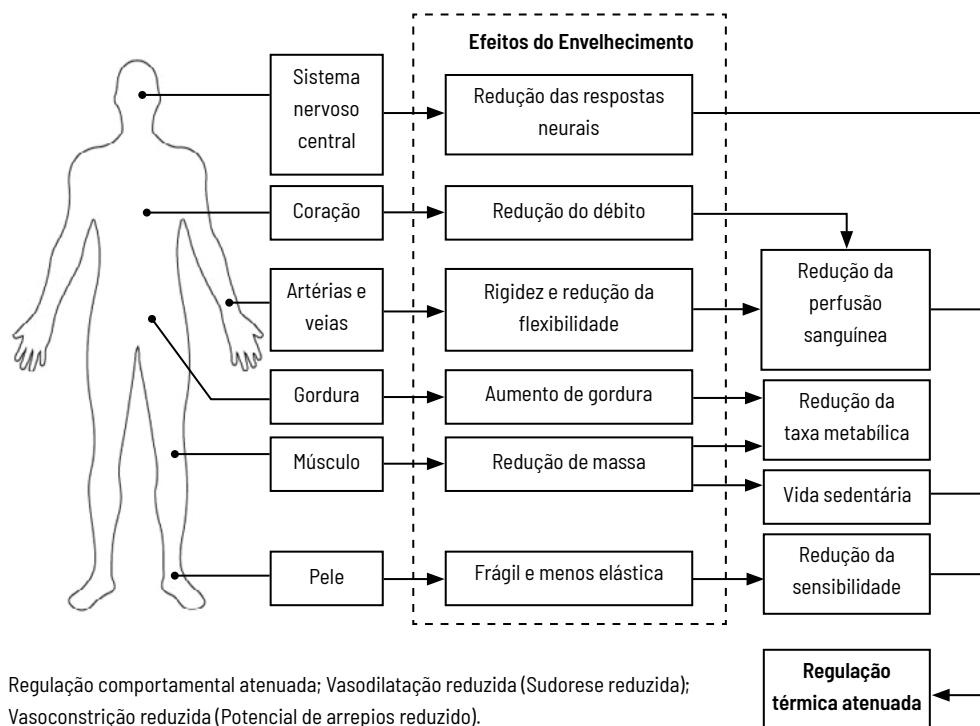 Efeitos do Envelhecimento
Sistema
nervoso
central
Redução das respostas
neurais
Coração
Redução do débito
Artérias e
veias
Rigidez e redução da
flexibilidade
Redução da
perfusão
sanguínea
Gordura
Aumento de gordura
Redução da
taxa metabílica
Músculo
Redução de massa
Vida sedentária
Pele
Frágil e menos elástica
Redução da
sensibilidade
Regulação
térmica atenuada
Regulação comportamental atenuada; Vasodilatação reduzida (Sudorese reduzida);
Vasoconstrição reduzida (Potencial de arrepios reduzido).